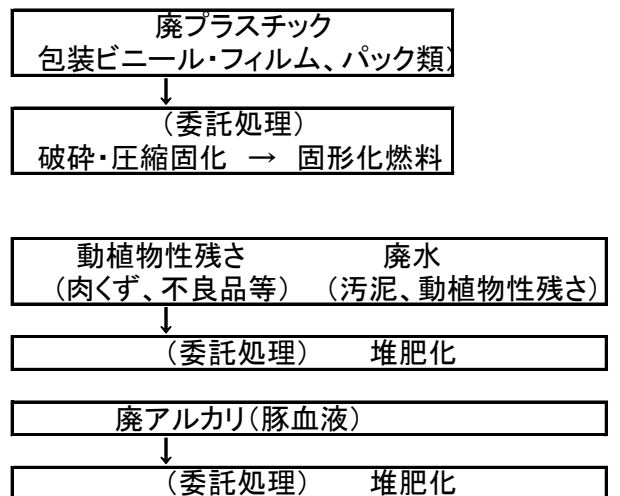 廃プラスチック
包装ビニール・フィルム、パック類)
↓
(委託処理)
破砕・圧縮固化 → 固形化燃料
動植物性残さ 廃水
(肉くず、不良品等) (汚泥、動植物性残さ)
↓
(委託処理) 堆肥化
廃アルカリ(豚血液)
↓
(委託処理) 堆肥化